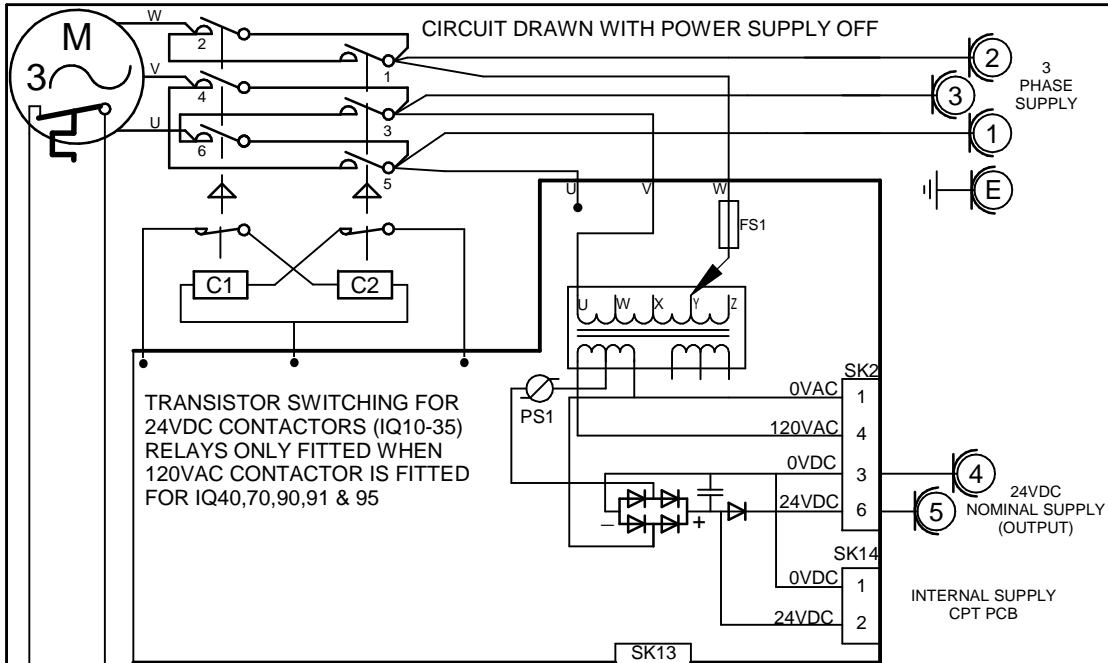 CIRCUIT DRAWN WITH POWER SUPPLY OFF
M
3
W
V
U
2
4
6
1
3
5
2
3
1
E
3
PHASE
SUPPLY
U
V
W
FS1
C1
C2
U
W
X
Y
Z
PS1
TRANSISTOR SWITCHING FOR
24VDC CONTACTORS (IQ10-35)
RELAYS ONLY FITTED WHEN
120VAC CONTACTOR IS FITTED
FOR IQ40,70,90,91 & 95
SK2
0VAC
1
120VAC
4
0VDC
3
24VDC
6
–
+
4
5
24VDC
NOMINAL SUPPLY
(OUTPUT)
SK14
0VDC
1
24VDC
2
INTERNAL SUPPLY
CPT PCB
SK13